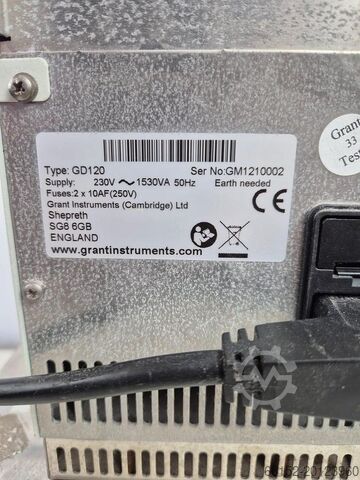 Type: GD120 Ser No:GM1210002
Supply: 230V ~ 1530VA 50Hz Earth needed
Fuses:2 x 10AF(250V)
Grant Instruments (Cambridge) Ltd
Shepreth
SG8 6GB
ENGLAND
www.grantinstruments.com
CE
Grant
33
Teste